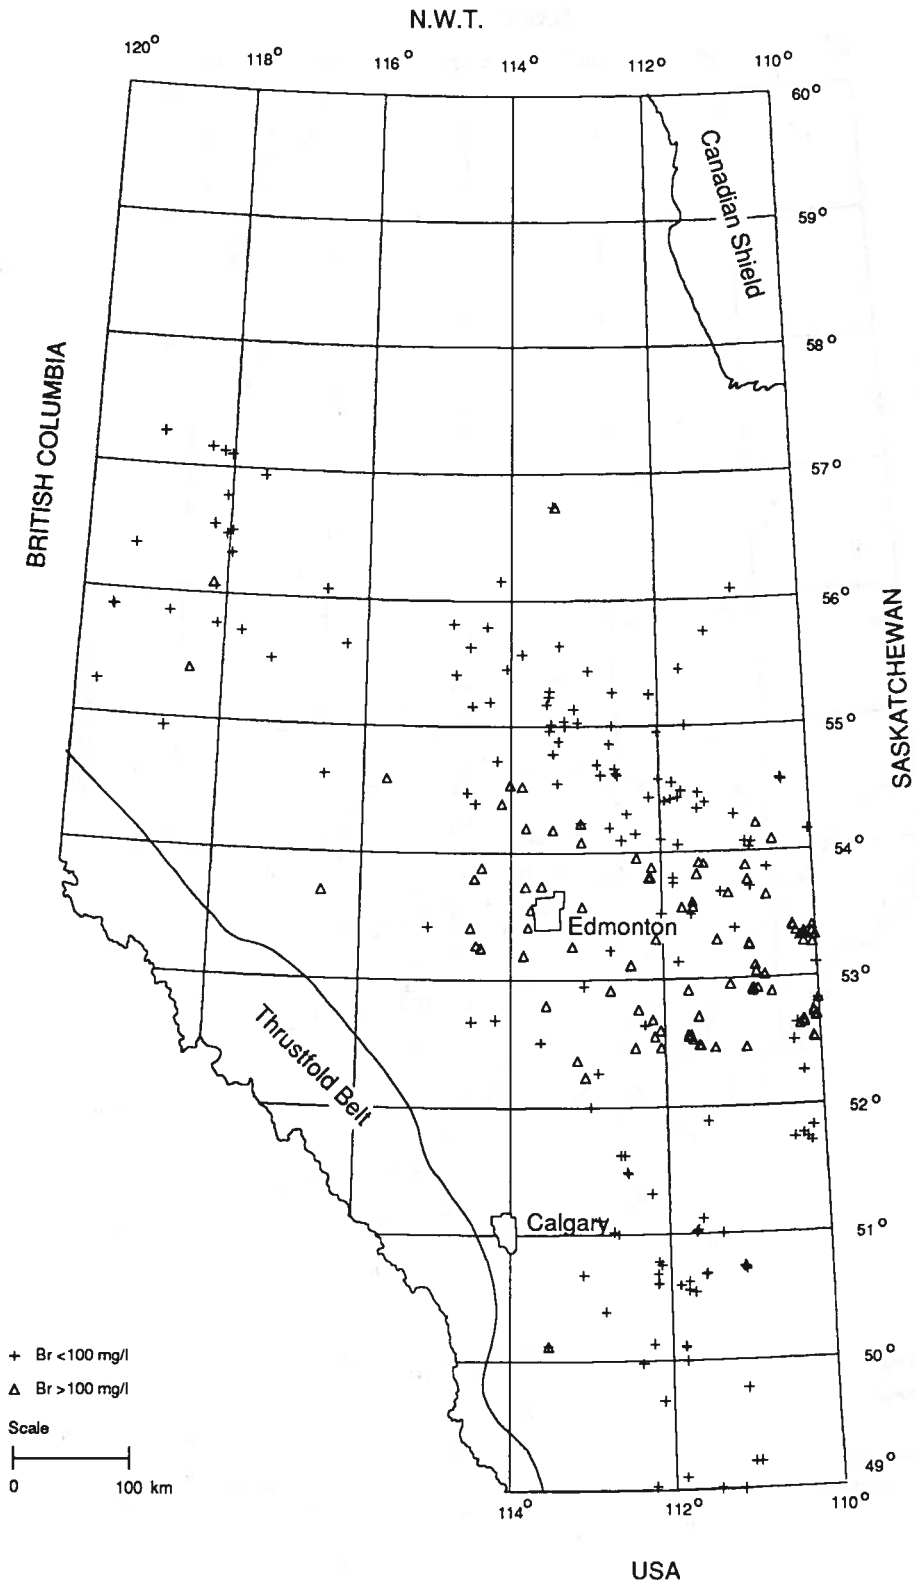 N.W.T.
120° 118° 116° 114° 112° 110°
60°
Canadian Shield
59°
58°
BRITISH COLUMBIA
57°
56°
SASKATCHEWAN
55°
54°
Edmonton
53°
Thrustfold Belt
52°
Calgary
51°
50°
49°
+ Br <100 mg/l
△ Br >100 mg/l
Scale
0 100 km
114° 112° 110°
USA